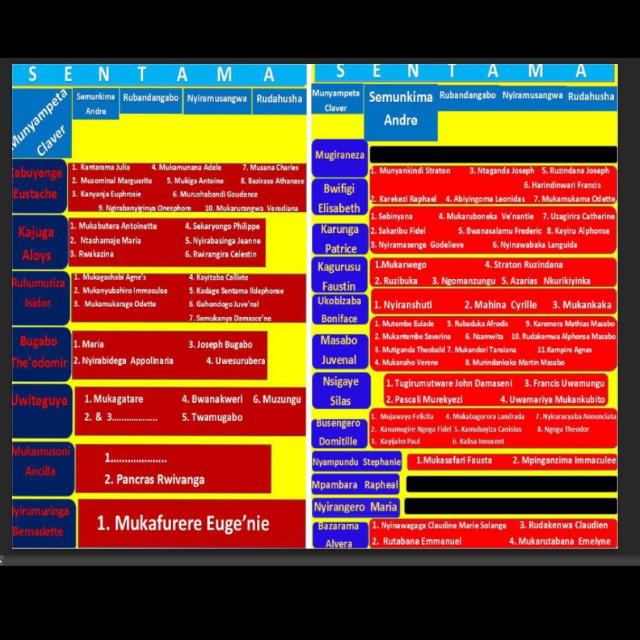 S E N T A M A
Munyampeta Claver
Semunkima Andre
Rubandangabo
Nyiramusangwa
Rudahusha
Kabuyenge Eustache
1. Kantarama Julia 4. Mukamunana Adele 7. Musana Charles
2. Musominal Marguerite 5. Mukiga Antoine 8. Bazirasa Athanase
3. Kanyanja Euphrosie 6. Murushabandi Gaudence
9. Ngirabanyiginya Onesphore 10. Mukarurangwa Verediana
Kajuga Aloys
1. Mukabutera Antoinette 4. Sekaryongo Philippe
2. Ntashamaje Maria 5. Nyirabasinga Jeanne
3. Rwakazina 6. Rwirangira Celestin
Ruhumuriza Isidor
1. Mukagashabi Agne's 4. Kayitaba Callixte
2. Mukanyubahiro Immaculee 5. Kadage Sentama Ildephonse
3. Mukamukarage Odette 6. Gahondogo Juve'nal
7. Semukanya Damasce'ne
Bugabo The'odomir
1. Maria 3. Joseph Bugabo
2. Nyirabidega Appolinaria 4. Uwesurubera
Uwiteguye
1. Mukagatare 4. Bwanakweri 6. Muzungu
2. & 3.................. 5. Twamugabo
Mukamusoni Ancilla
1.....................
2. Pancras Rwivanga
Nyirumuringa Bernadette
1. Mukafurere Euge'nie
S E N T A M A
Munyampeta Claver
Semunkima Andre
Rubandangabo
Nyiramusangwa
Rudahusha
Mugiraneza
Bwifigi Elisabeth
1. Munyankindi Straton 3. Ntaganda Joseph 5. Ruzindana Joseph
6. Harindinwari Francis
2. Karekezi Raphael 4. Abiyingoma Leonidas 7. Mukamukama Odette
Karunga Patrice
1. Sebinyana 4. Mukaruboneka Ve'nantie 7. Uzagirira Catherine
2. Sakaribu Fidel 5. Bwanasalamu Frederic 8. Kayiru Alphonse
3. Nyiramasenge Godelieve 6. Nyinawabaka Languida
Kagurusu Faustin
1.Mukarwego 4. Straton Ruzindana
2. Ruzibuka 3. Ngomanzungu 5. Azarias Nkurikiyinka
Ukobizaba Boniface
1. Nyiranshuti 2. Mahina Cyrille 3. Mukankaka
Masabo Juvenal
1. Mutembe Eulade 5. Rubaduka Afrodis 9. Karamera Mathias Masabo
2. Mukantembe Saverina 6. Nzamwita 10. Rudakemwa Alphonse Masabo
3. Mutiganda Theobald 7. Mukandori Tarsiana 11.Kampire Agnes
4. Mukanaho Verene 8. Murindankaka Martin Masabo
Nsigaye Silas
1. Tugirumutware John Damaseni 3. Francis Uwamungu
2. Pascali Murekyezi 4. Uwamariya Mukankubito
Busengero Domitille
1. Mujawayo Felicita 4. Mukabagorora Landrada 7. Nyirarucyaba Annonciata
2. Kanumugire Ngoga Fidel 5. Kamubayiza Canisius 8. Ngoga Theodor
3. Kayijaho Paul 6. Kalisa Innocent
Nyampundu Stephanie
1.Mukasafari Fausta 2. Mpinganzima Immaculee
Mpambara Rapheal
Nyirangero Maria
Bazarama Alvera
1. Nyinawagaza Claudine Marie Solange 3. Rudakenwa Claudien
2. Rutabana Emmanuel 4. Mukarutabana Emelyne